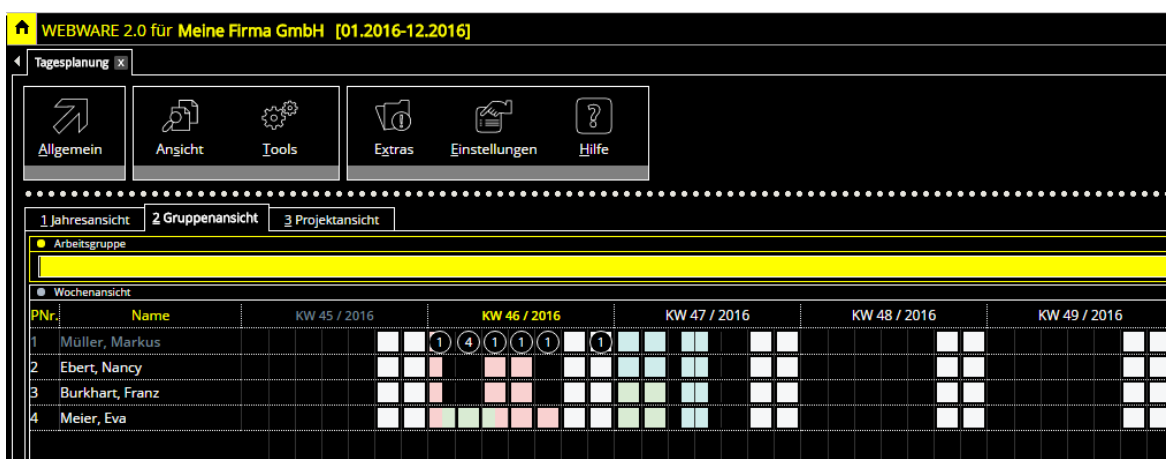 WEBWARE 2.0 für Meine Firma GmbH [01.2016-12.2016]
Tagesplanung x
Allgemein Ansicht Tools Extras Einstellungen Hilfe
1 Jahresansicht 2 Gruppenansicht 3 Projektansicht
Arbeitsgruppe
Wochenansicht
PNr. Name KW 45 / 2016 KW 46 / 2016 KW 47 / 2016 KW 48 / 2016 KW 49 / 2016
1 Müller, Markus 1 4 1 1 1 1
2 Ebert, Nancy
3 Burkhart, Franz
4 Meier, Eva